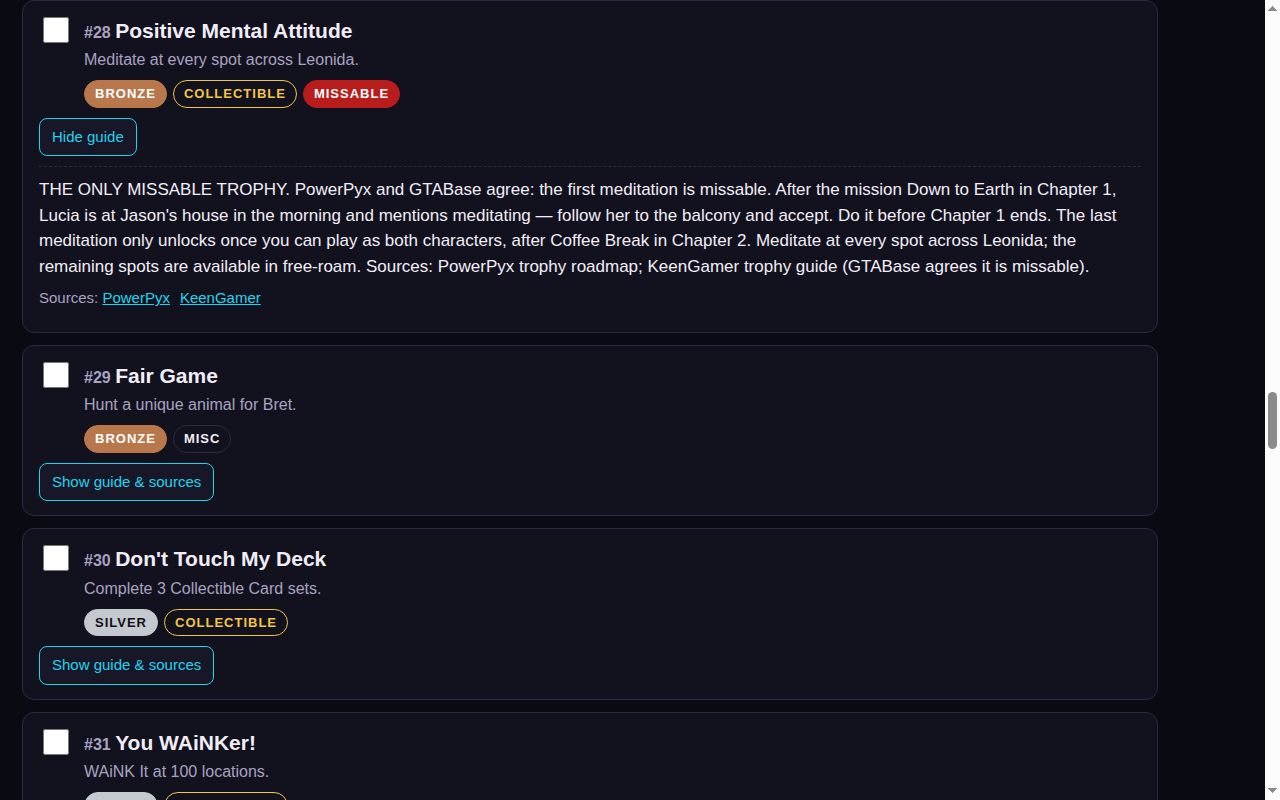 #28 Positive Mental Attitude
Meditate at every spot across Leonida.
BRONZE COLLECTIBLE MISSABLE
Hide guide
THE ONLY MISSABLE TROPHY. PowerPyx and GTABase agree: the first meditation is missable. After the mission Down to Earth in Chapter 1,
Lucia is at Jason's house in the morning and mentions meditating — follow her to the balcony and accept. Do it before Chapter 1 ends. The last
meditation only unlocks once you can play as both characters, after Coffee Break in Chapter 2. Meditate at every spot across Leonida; the
remaining spots are available in free-roam. Sources: PowerPyx trophy roadmap; KeenGamer trophy guide (GTABase agrees it is missable).
Sources: PowerPyx KeenGamer
#29 Fair Game
Hunt a unique animal for Bret.
BRONZE MISC
Show guide & sources
#30 Don't Touch My Deck
Complete 3 Collectible Card sets.
SILVER COLLECTIBLE
Show guide & sources
#31 You WAiNKer!
WAiNK It at 100 locations.